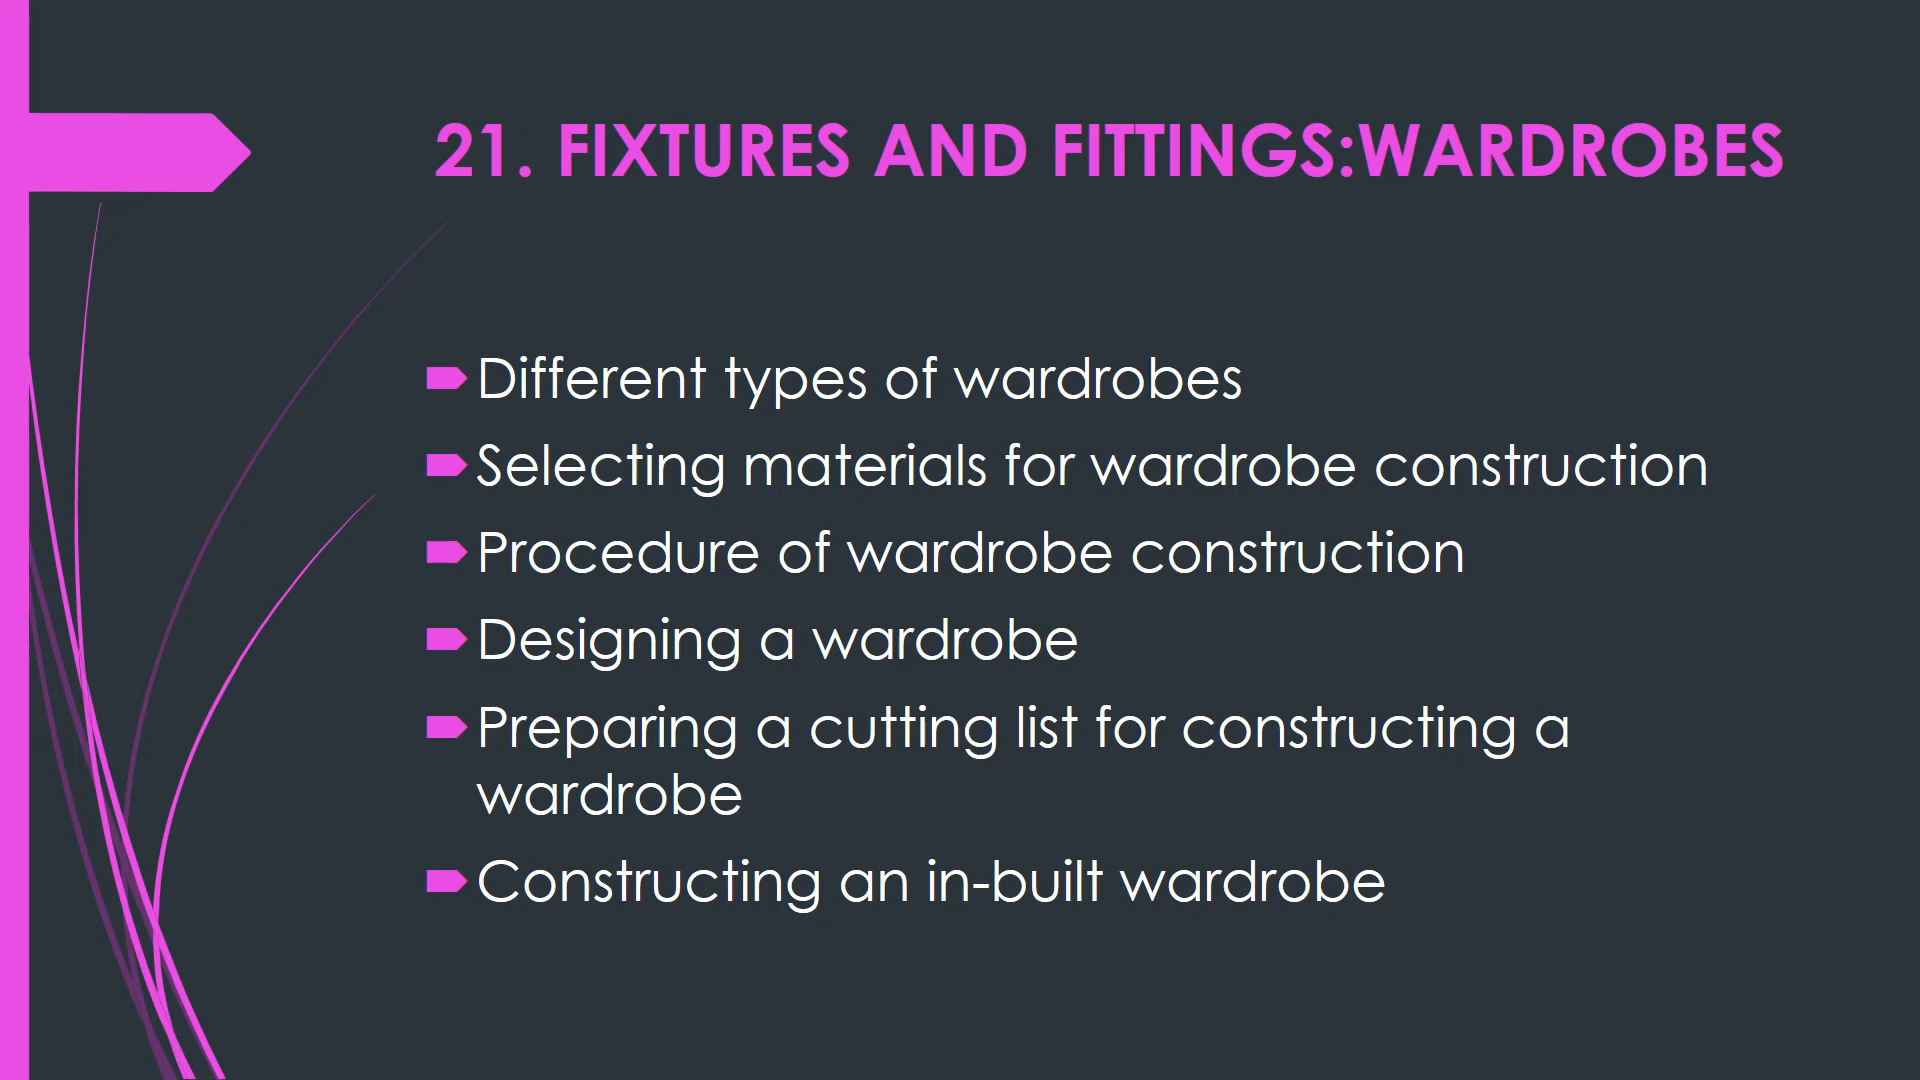 21. FIXTURES AND FITTINGS:WARDROBES
Different types of wardrobes
Selecting materials for wardrobe construction
Procedure of wardrobe construction
Designing a wardrobe
Preparing a cutting list for constructing a
wardrobe
Constructing an in-built wardrobe